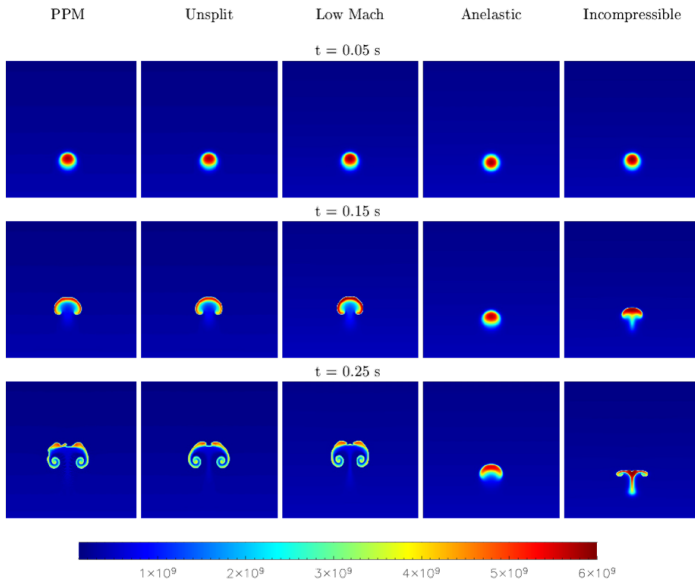 PPM Unsplit Low Mach Anelastic Incompressible
t = 0.05 s
t = 0.15 s
t = 0.25 s
1×10⁹ 2×10⁹ 3×10⁹ 4×10⁹ 5×10⁹ 6×10⁹